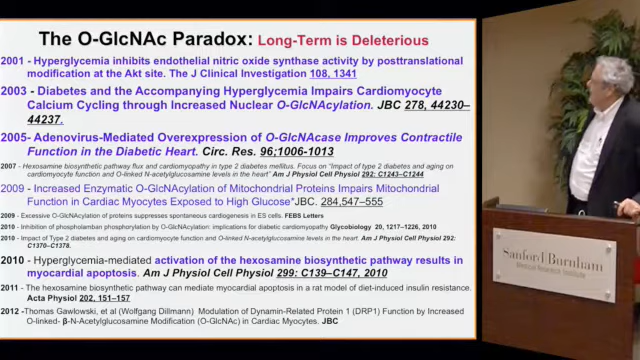 The O-GlcNAc Paradox: Long-Term is Deleterious
2001 - Hyperglycemia inhibits endothelial nitric oxide synthase activity by posttranslational
modification at the Akt site. The J Clinical Investigation 108, 1341
2003 - Diabetes and the Accompanying Hyperglycemia Impairs Cardiomyocyte
Calcium Cycling through Increased Nuclear O-GlcNAcylation. JBC 278, 44230–
44237.
2005- Adenovirus-Mediated Overexpression of O-GlcNAcase Improves Contractile
Function in the Diabetic Heart. Circ. Res. 96;1006-1013
2007 - Hexosamine biosynthetic pathway flux and cardiomyopathy in type 2 diabetes mellitus. Focus on "Impact of type 2 diabetes and aging on
cardiomyocyte function and O-linked N-acetylglucosamine levels in the heart" Am J Physiol Cell Physiol 292: C1243–C1244
2009 - Increased Enzymatic O-GlcNAcylation of Mitochondrial Proteins Impairs Mitochondrial
Function in Cardiac Myocytes Exposed to High Glucose*JBC. 284,547–555
2009 - Excessive O-GlcNAcylation of proteins suppresses spontaneous cardiogenesis in ES cells. FEBS Letters
2010 - Inhibition of phospholamban phosphorylation by O-GlcNAcylation: implications for diabetic cardiomyopathy Glycobiology 20, 1217–1226, 2010
2010 - Impact of Type 2 diabetes and aging on cardiomyocyte function and O-linked N-acetylglucosamine levels in the heart. Am J Physiol Cell Physiol 292:
C1370–C1378.
2010 - Hyperglycemia-mediated activation of the hexosamine biosynthetic pathway results in
myocardial apoptosis. Am J Physiol Cell Physiol 299: C139–C147, 2010
2011 - The hexosamine biosynthetic pathway can mediate myocardial apoptosis in a rat model of diet-induced insulin resistance.
Acta Physiol 202, 151–157
2012 -Thomas Gawlowski, et al (Wolfgang Dillmann) Modulation of Dynamin-Related Protein 1 (DRP1) Function by Increased
O-linked- β-N-Acetylglucosamine Modification (O-GlcNAc) in Cardiac Myocytes. JBC
Sanford Burnham
Medical Research Institute